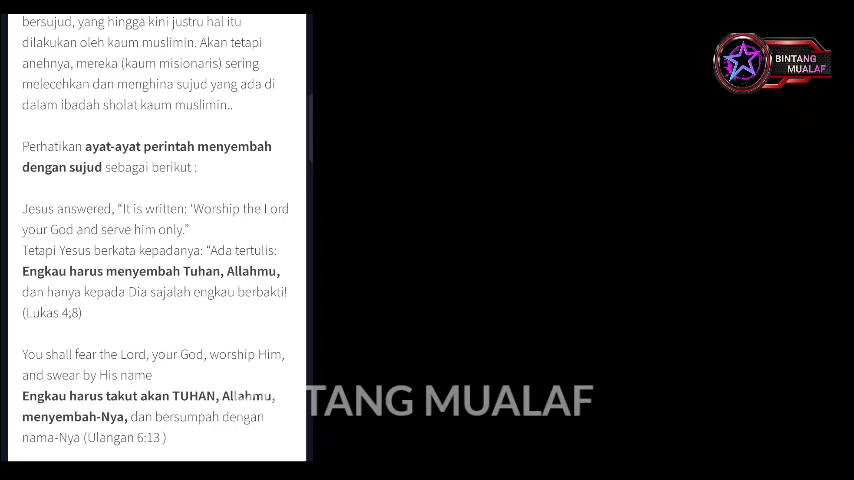 bersujud, yang hingga kini justru hal itu
dilakukan oleh kaum muslimin. Akan tetapi
anehnya, mereka (kaum misionaris) sering
melecehkan dan menghina sujud yang ada di
dalam ibadah sholat kaum muslimin..
Perhatikan ayat-ayat perintah menyembah
dengan sujud sebagai berikut :
Jesus answered, “It is written: ‘Worship the Lord
your God and serve him only.”
Tetapi Yesus berkata kepadanya: “Ada tertulis:
Engkau harus menyembah Tuhan, Allahmu,
dan hanya kepada Dia sajalah engkau berbakti!
(Lukas 4;8)
You shall fear the Lord, your God, worship Him,
and swear by His name
Engkau harus takut akan TUHAN, Allahmu,
menyembah-Nya, dan bersumpah dengan
nama-Nya (Ulangan 6:13 )
BINTANG
MUALAF
TANG MUALAF